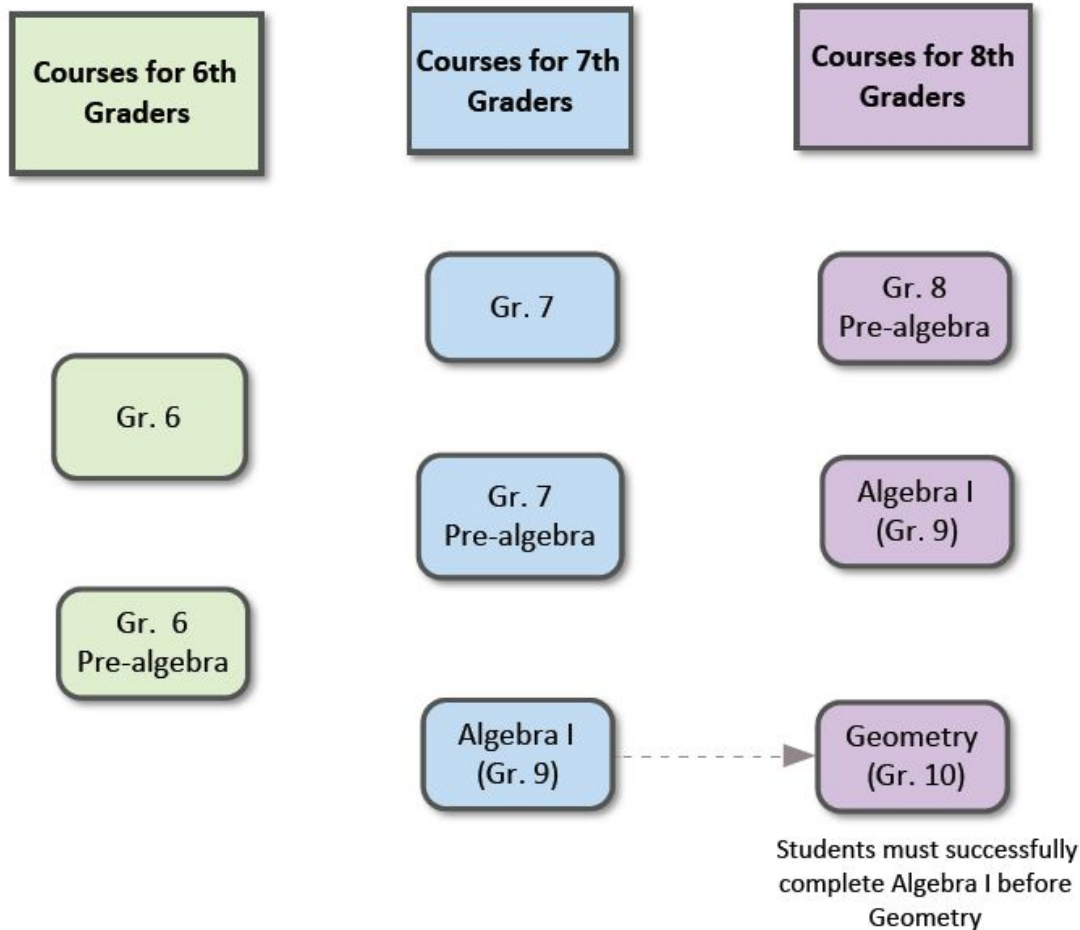 Courses for 6th
Graders
Courses for 7th
Graders
Courses for 8th
Graders
Gr. 6
Gr. 6
Pre-algebra
Gr. 7
Gr. 7
Pre-algebra
Algebra I
(Gr. 9)
Gr. 8
Pre-algebra
Algebra I
(Gr. 9)
Geometry
(Gr. 10)
Students must successfully
complete Algebra I before
Geometry